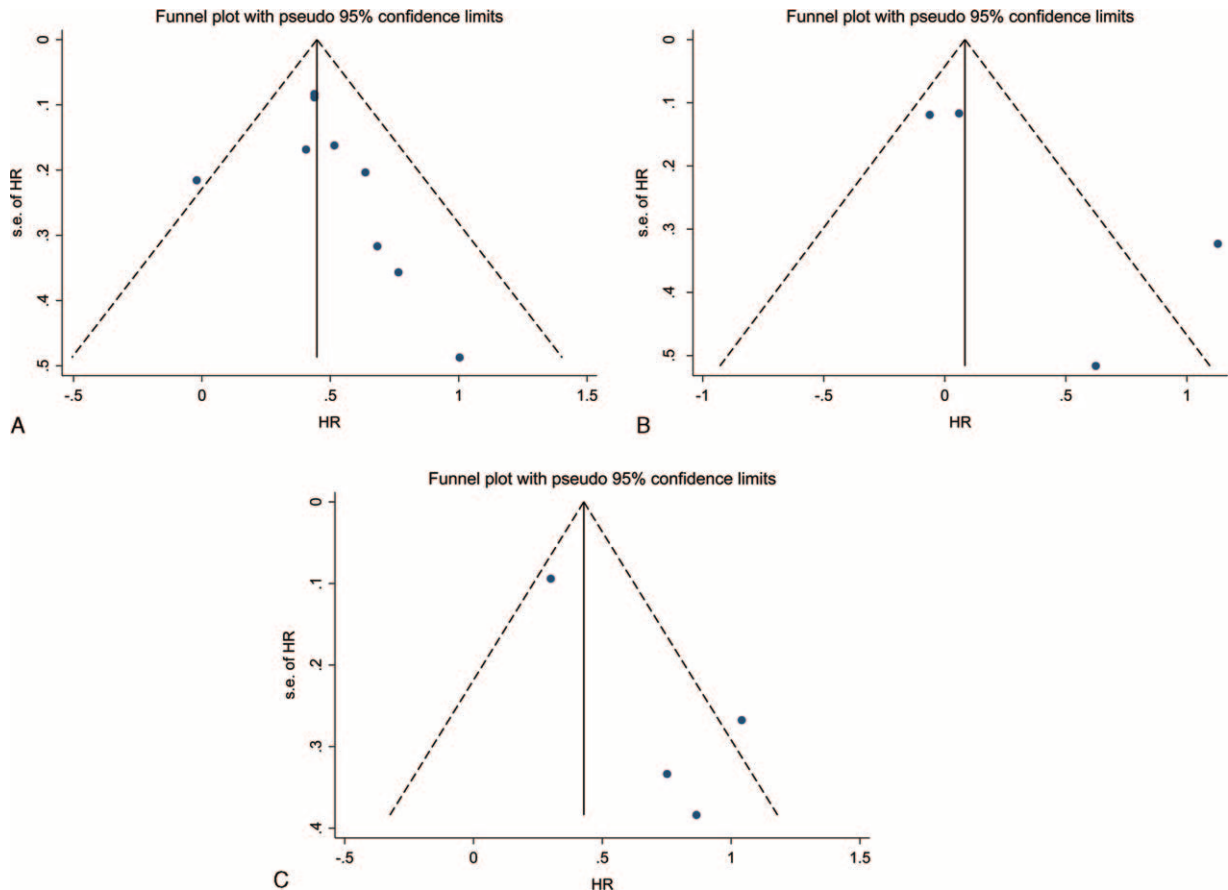 Funnel plot with pseudo 95% confidence limits
0
.1
.2
.3
.4
.5
s.e. of HR
-.5 0 .5 1 1.5
HR
A
Funnel plot with pseudo 95% confidence limits
0
.1
.2
.3
.4
.5
s.e. of HR
-1 -.5 0 .5 1
HR
B
Funnel plot with pseudo 95% confidence limits
0
.1
.2
.3
.4
s.e. of HR
-.5 0 .5 1 1.5
HR
C